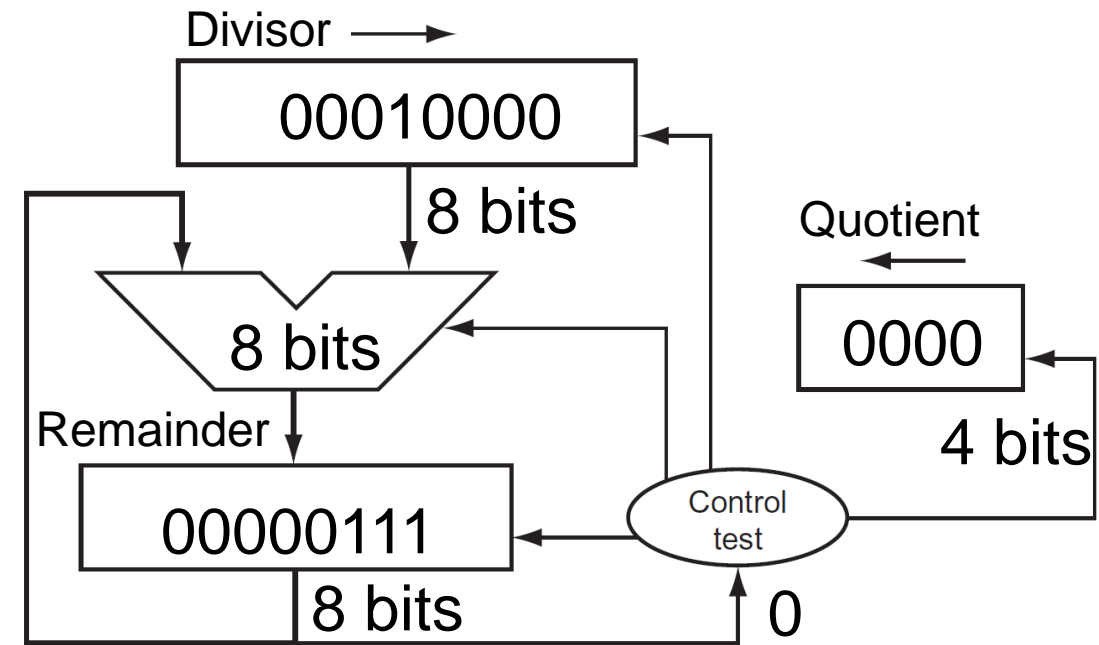 Divisor
00010000
8 bits
Quotient
8 bits
0000
Remainder
4 bits
Control
test
00000111
8 bits
0